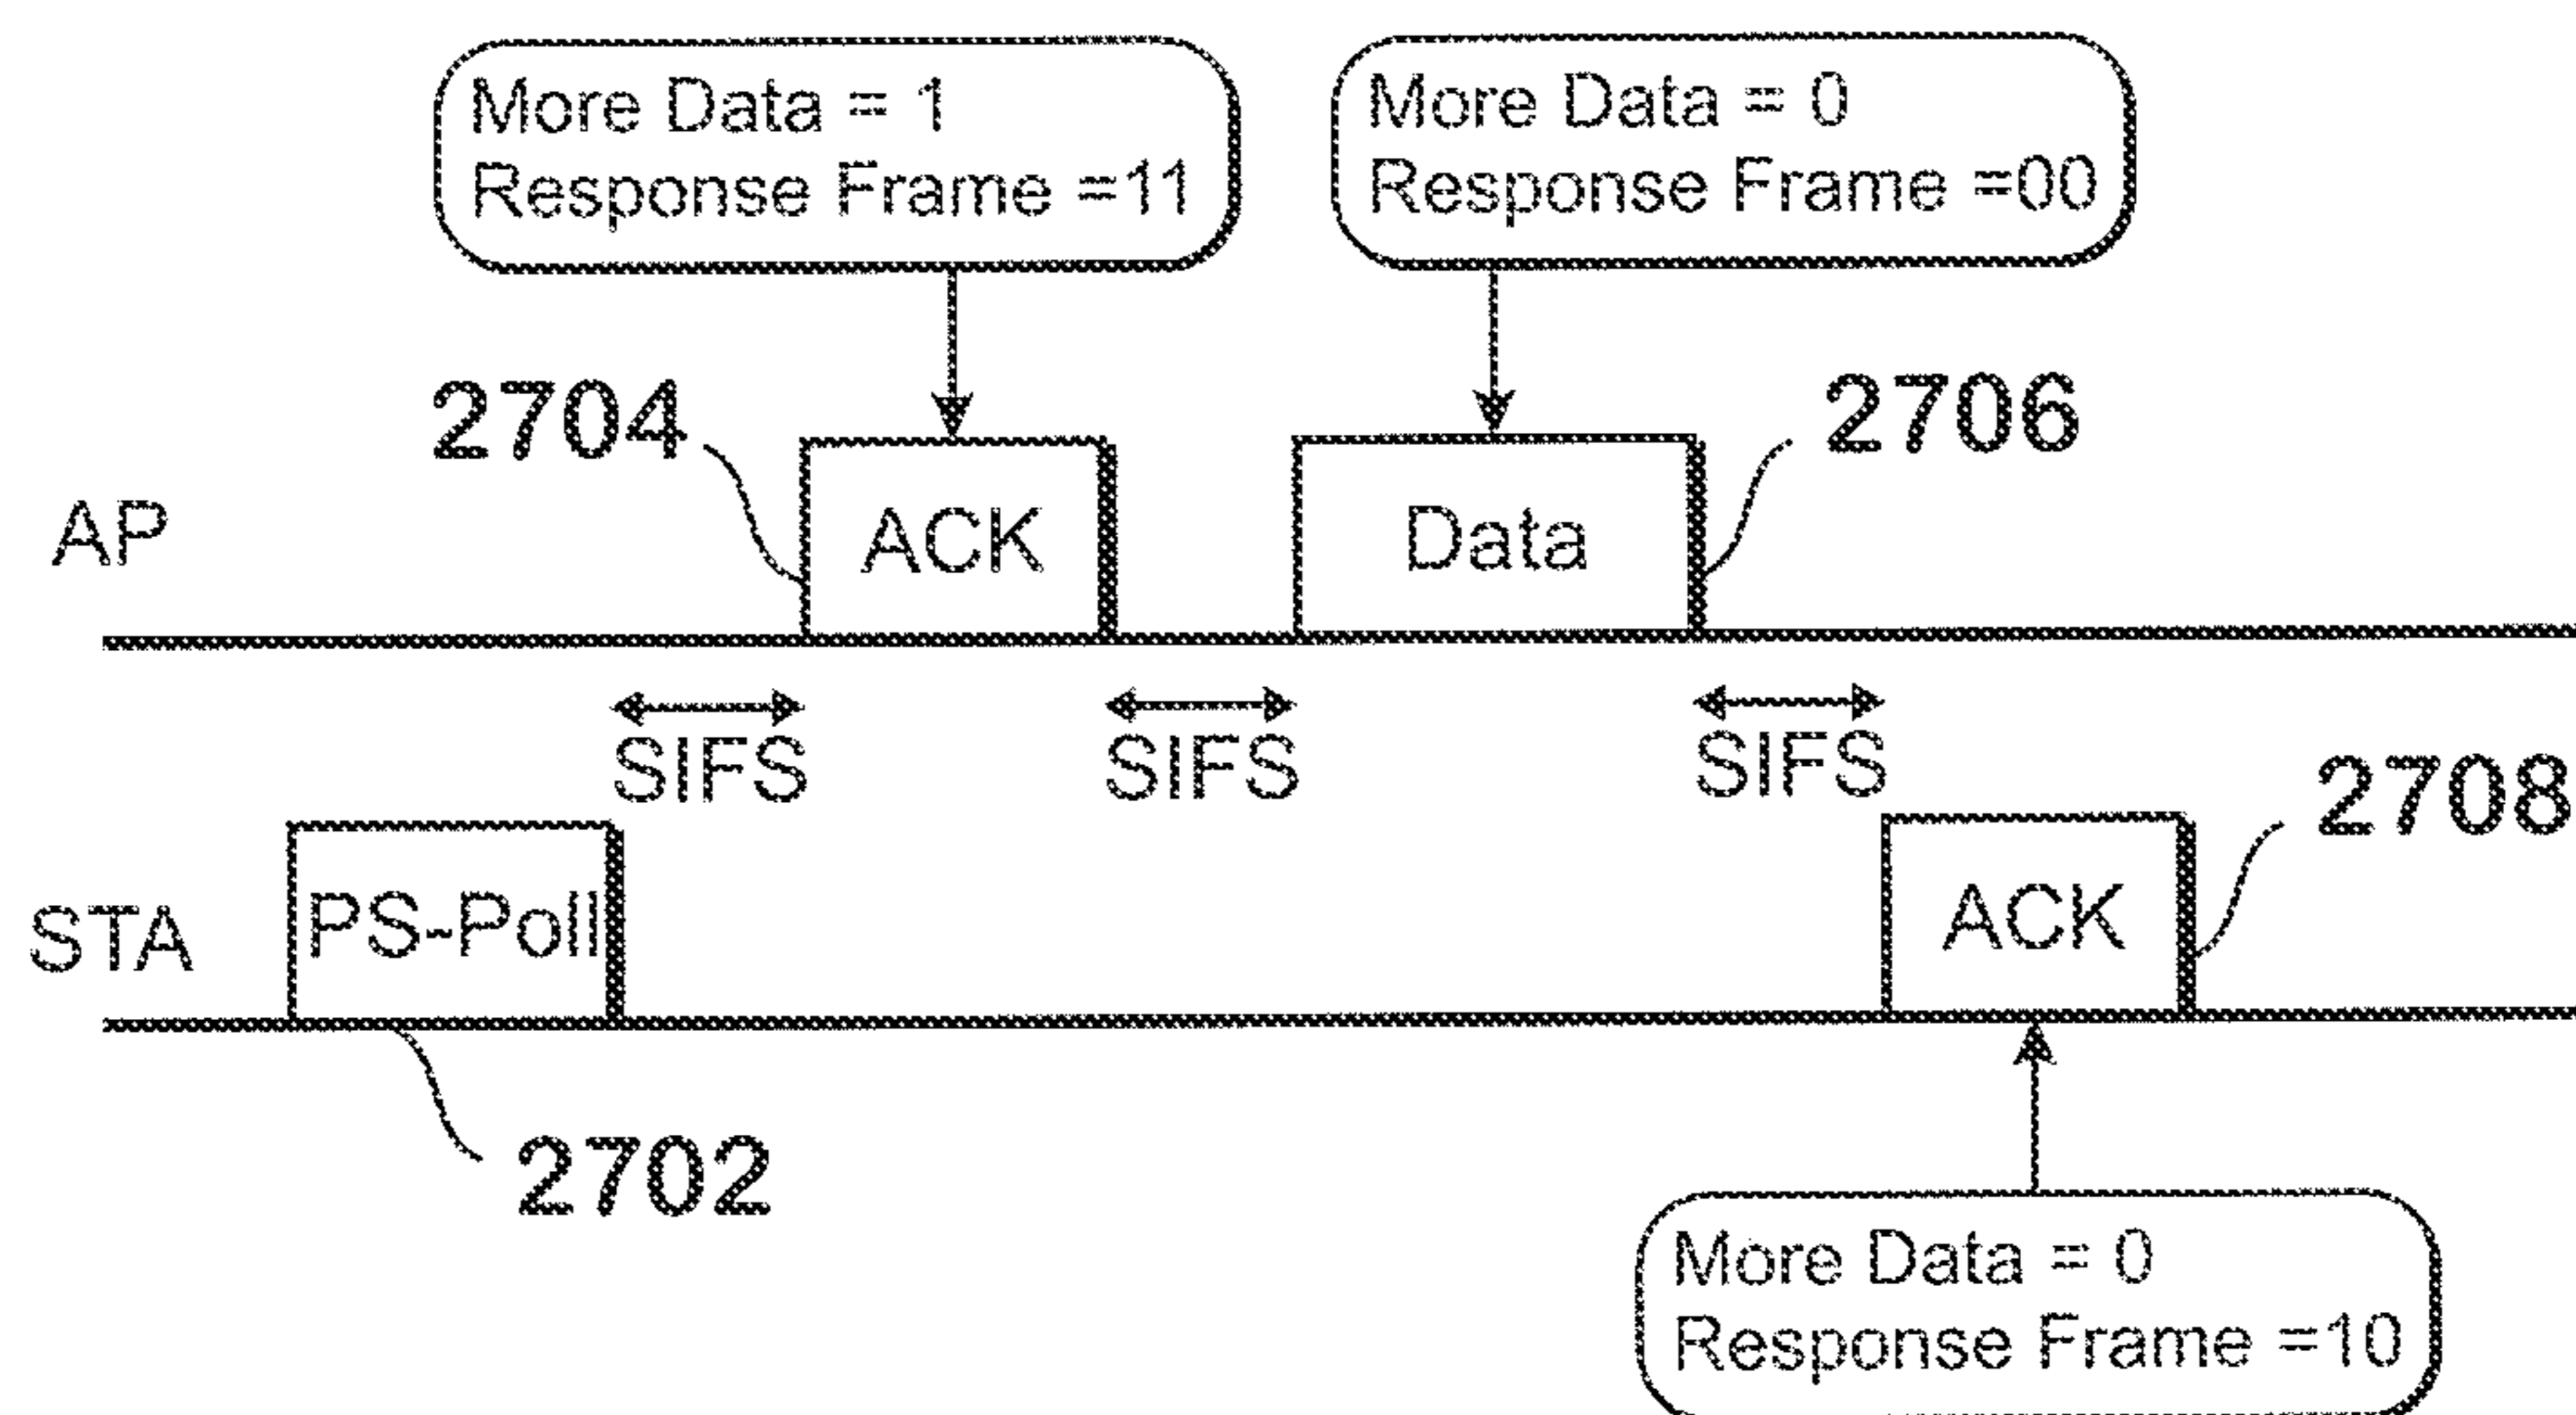 More Data = 1
Response Frame =11
More Data = 0
Response Frame =00
2704
2706
AP
ACK
Data
SIFS
SIFS
SIFS
2708
STA
PS-Poll
ACK
2702
More Data = 0
Response Frame =10